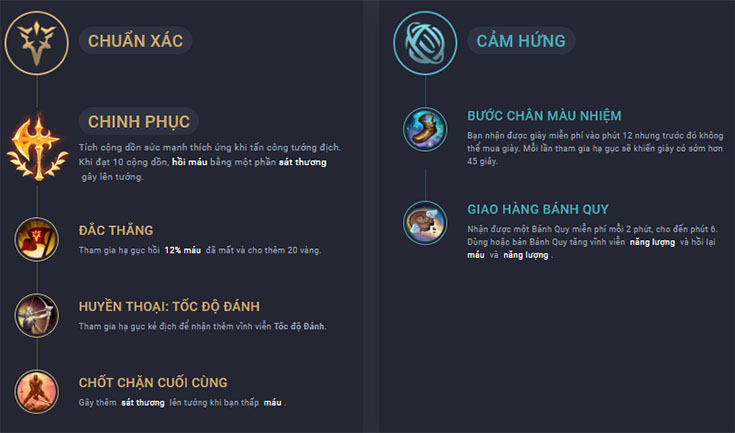 CHUẨN XÁC
CHINH PHỤC
Tích cộng dồn sức mạnh thích ứng khi tấn công tướng địch.
Khi đạt 10 cộng dồn, hồi máu bằng một phần sát thương
gây lên tướng.
ĐẮC THẮNG
Tham gia hạ gục hồi 12% máu đã mất và cho thêm 20 vàng.
HUYỀN THOẠI: TỐC ĐỘ ĐÁNH
Tham gia hạ gục kẻ địch để nhận thêm vĩnh viễn Tốc độ Đánh.
CHỐT CHẶN CUỐI CÙNG
Gây thêm sát thương lên tướng khi bạn thấp máu .
CẢM HỨNG
BƯỚC CHÂN MÀU NHIỆM
Bạn nhận được giày miễn phí vào phút 12 nhưng trước đó không
thể mua giày. Mỗi lần tham gia hạ gục sẽ khiến giày có sớm hơn
45 giây.
GIAO HÀNG BÁNH QUY
Nhận được một Bánh Quy miễn phí mỗi 2 phút, cho đến phút 6.
Dùng hoặc bán Bánh Quy tăng vĩnh viễn năng lượng và hồi lại
máu và năng lượng .